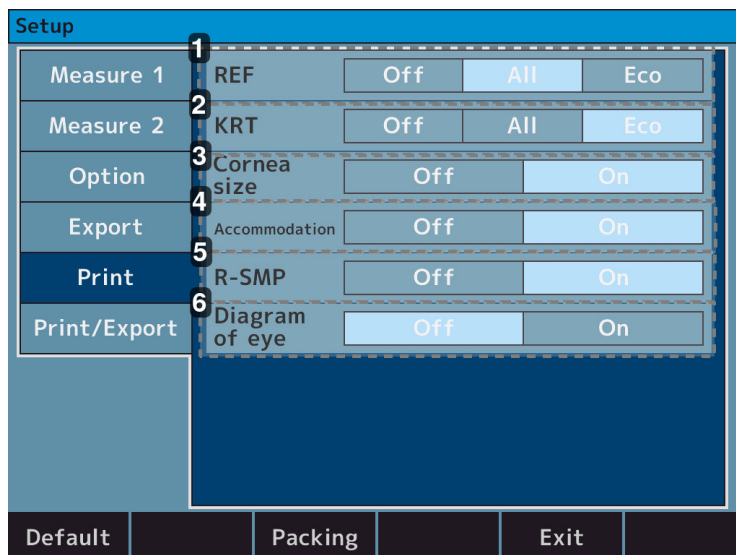 Setup
Measure 1
Measure 2
Option
Export
Print
Print/Export
1
REF Off All Eco
2
KRT Off All Eco
3
Cornea
size Off On
4
Accommodation Off On
5
R-SMP Off On
6
Diagram
of eye Off On
Default Packing Exit